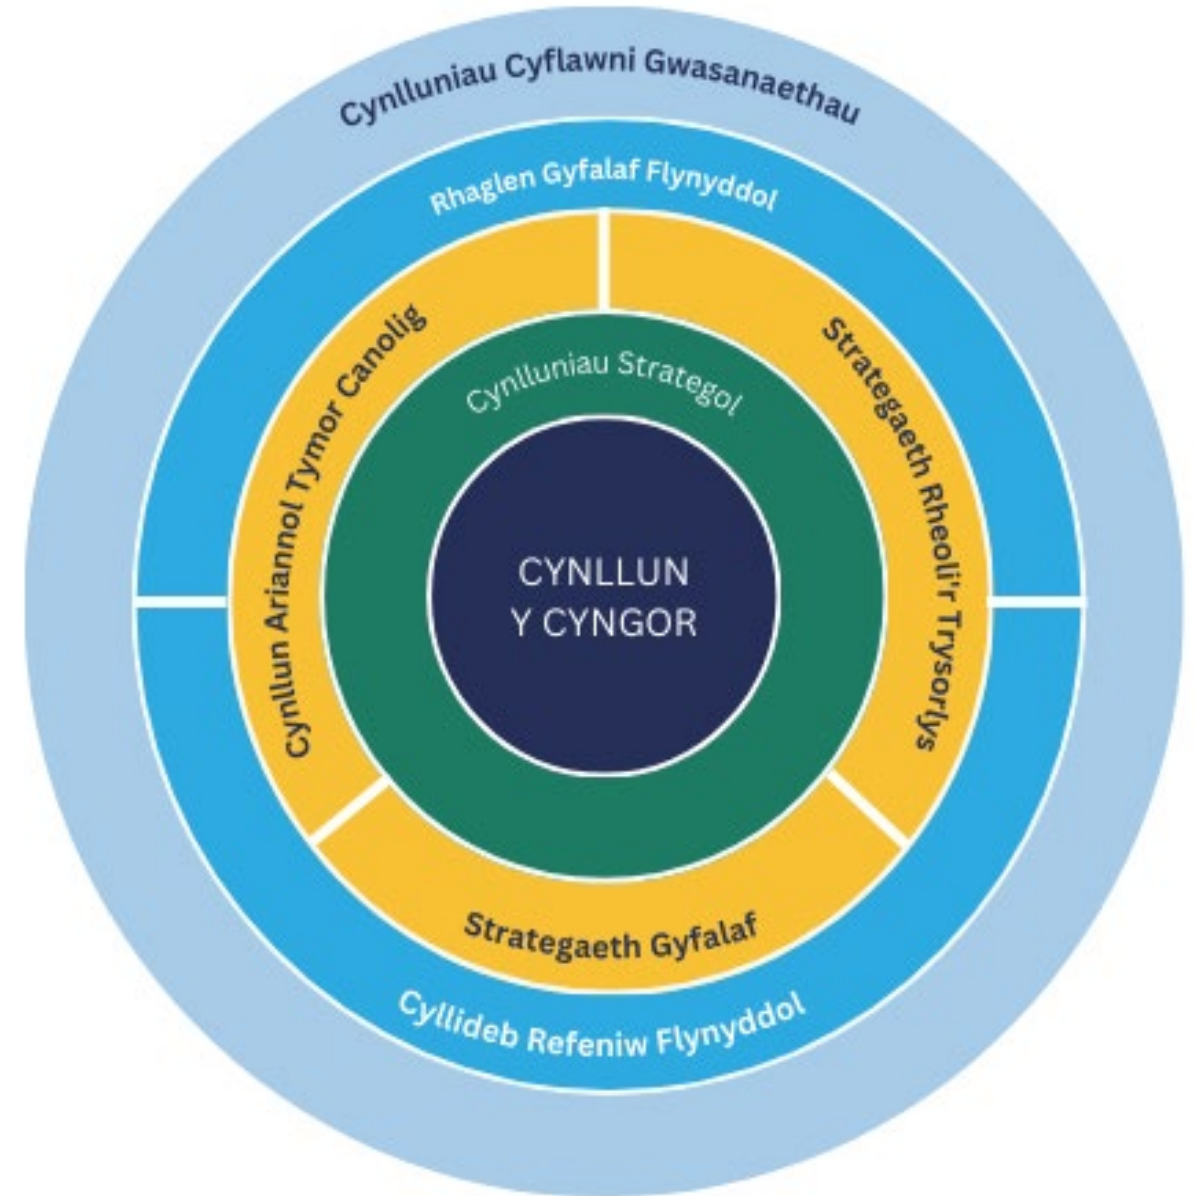 Cynlluniau Cyflawni Gwasanaethau
Rhaglen Gyfalaf Flynyddol
Cynllun Ariannol Tymor Canolig
Strategaeth Rheoli'r Trysorlys
Cynlluniau Strategol
CYNLLUN
Y CYNGOR
Strategaeth Gyfalaf
Cyllideb Refeniw Flynyddol